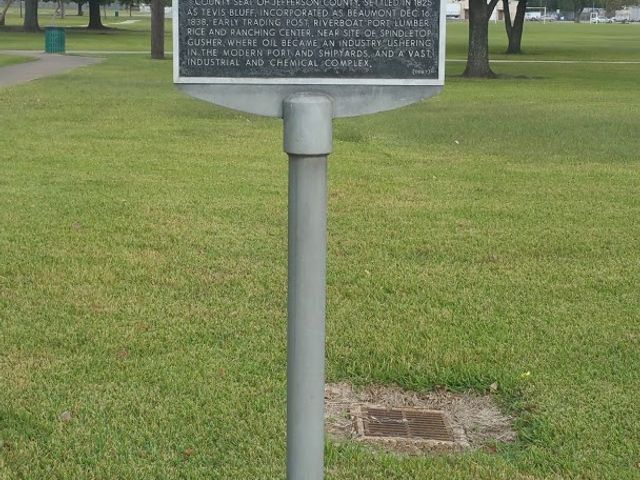 COUNTY SEAT OF JEFFERSON COUNTY. SETTLED IN 1825
AS TEVIS BLUFF. INCORPORATED AS BEAUMONT DEC. 16,
1838. EARLY TRADING POST, RIVERBOAT PORT, LUMBER,
RICE AND RANCHING CENTER. NEAR SITE OF SPINDLETOP
GUSHER, WHERE OIL BECAME AN INDUSTRY, USHERING
IN THE MODERN PORT AND SHIPYARDS, AND A VAST
INDUSTRIAL AND CHEMICAL COMPLEX.